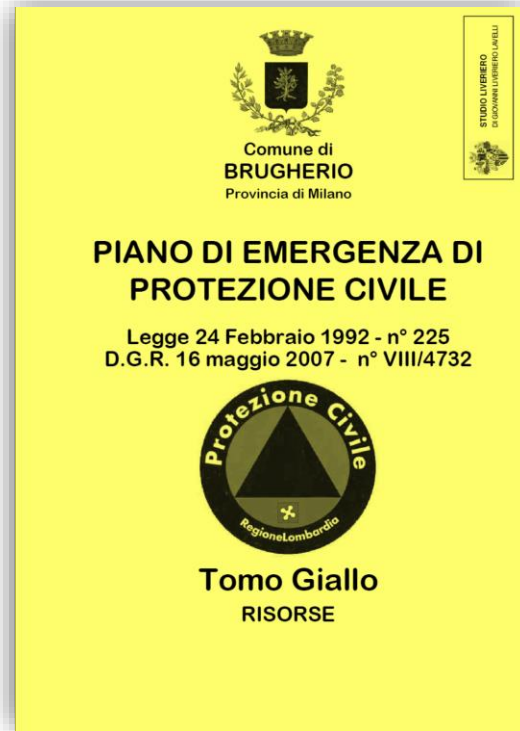 Comune di
BRUGHERIO
Provincia di Milano
STUDIO LIVERIERO
DI GIOVANNI LIVERIERO LAVELLI
PIANO DI EMERGENZA DI
PROTEZIONE CIVILE
Legge 24 Febbraio 1992 - n° 225
D.G.R. 16 maggio 2007 - n° VIII/4732
Protezione Civile
RegioneLombardia
Tomo Giallo
RISORSE